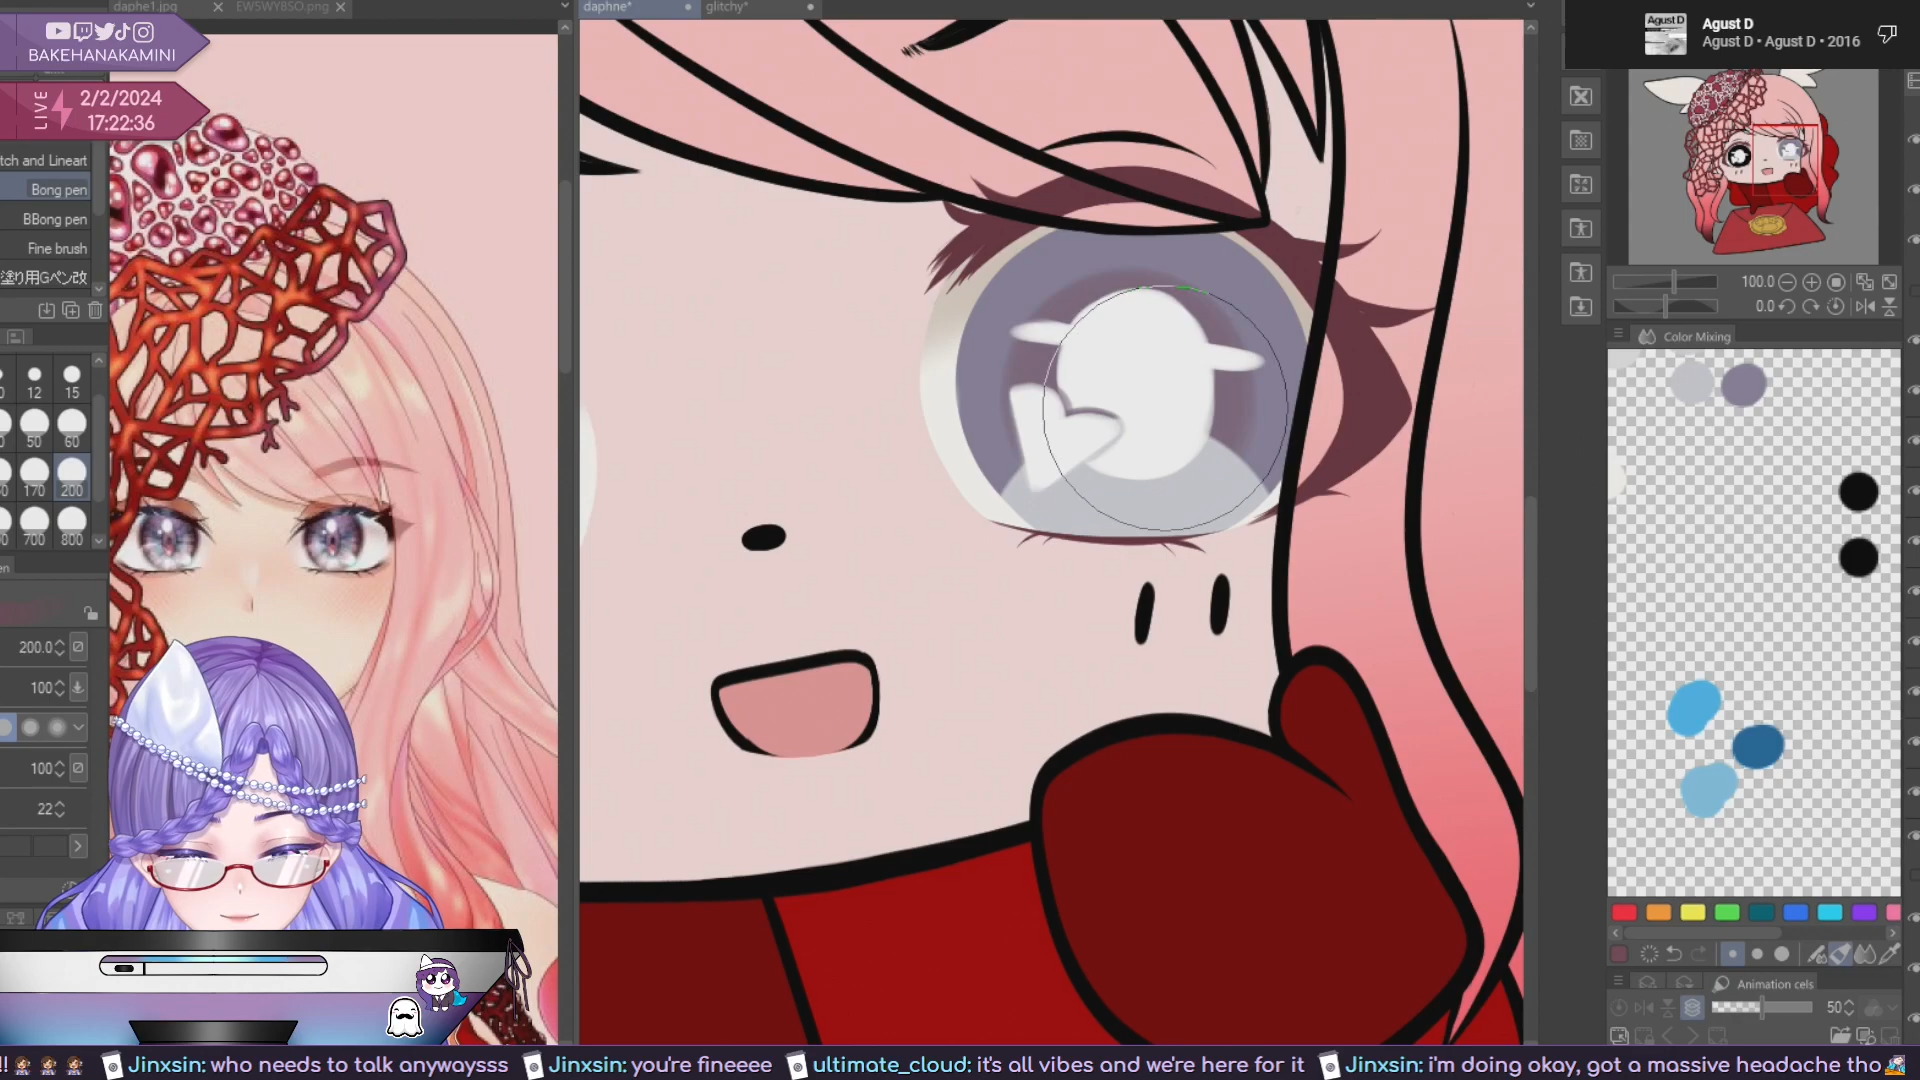 daphe1.jpg
EW5WY8SO.png
daphne*
glitchy*
BAKEHANAKAMINI
LIVE
2/2/2024
17:22:36
Agust D
Agust D
Agust D • Agust D • 2016
tch and Lineart
Bong pen
BBong pen
Fine brush
塗り用Gペン改
12
15
50
60
170
200
700
800
200.0
100
100
22
100.0
0.0
Color Mixing
Animation cels
50
!! Jinxsin: who needs to talk anywaysss Jinxsin: you're fineeee ultimate_cloud: it's all vibes and we're here for it Jinxsin: i'm doing okay, got a massive headache tho